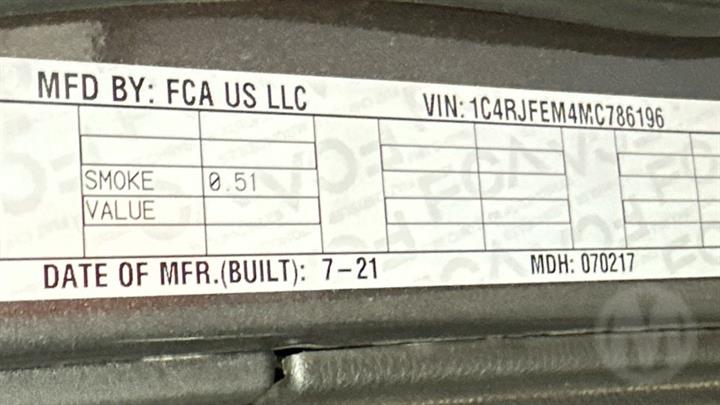 MFD BY: FCA US LLC VIN: 1C4RJFEM4MC786196
SMOKE 0.51
VALUE
DATE OF MFR.(BUILT): 7-21 MDH: 070217